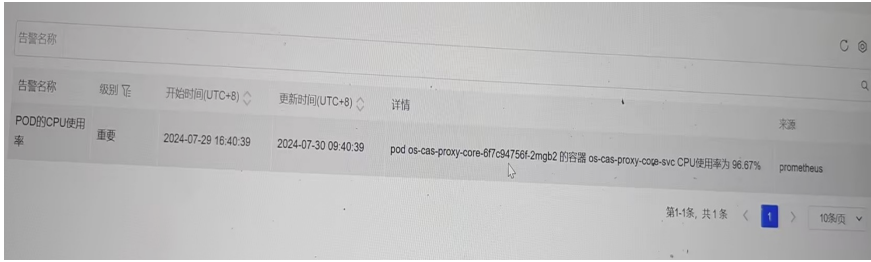 告警名称
告警名称 级别 开始时间(UTC+8) 更新时间(UTC+8) 详情 来源
POD的CPU使用率 重要 2024-07-29 16:40:39 2024-07-30 09:40:39 pod os-cas-proxy-core-6f7c94756f-2mgb2 的容器 os-cas-proxy-core-svc CPU使用率为 96.67% prometheus
第1-1条, 共1条 1 10条/页